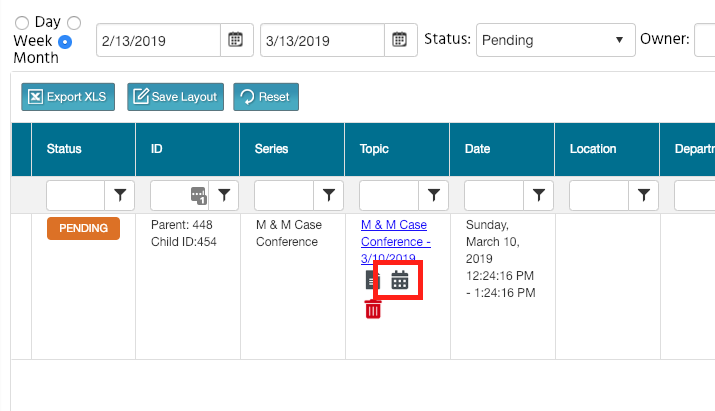 Day
Week
Month
2/13/2019
3/13/2019
Status:
Pending
Owner:
Export XLS
Save Layout
Reset
Status
ID
Series
Topic
Date
Location
Departm
1
PENDING
Parent: 448
Child ID:454
M & M Case
Conference
M & M Case
Conference -
3/10/2019
Sunday,
March 10,
2019
12:24:16 PM
- 1:24:16 PM